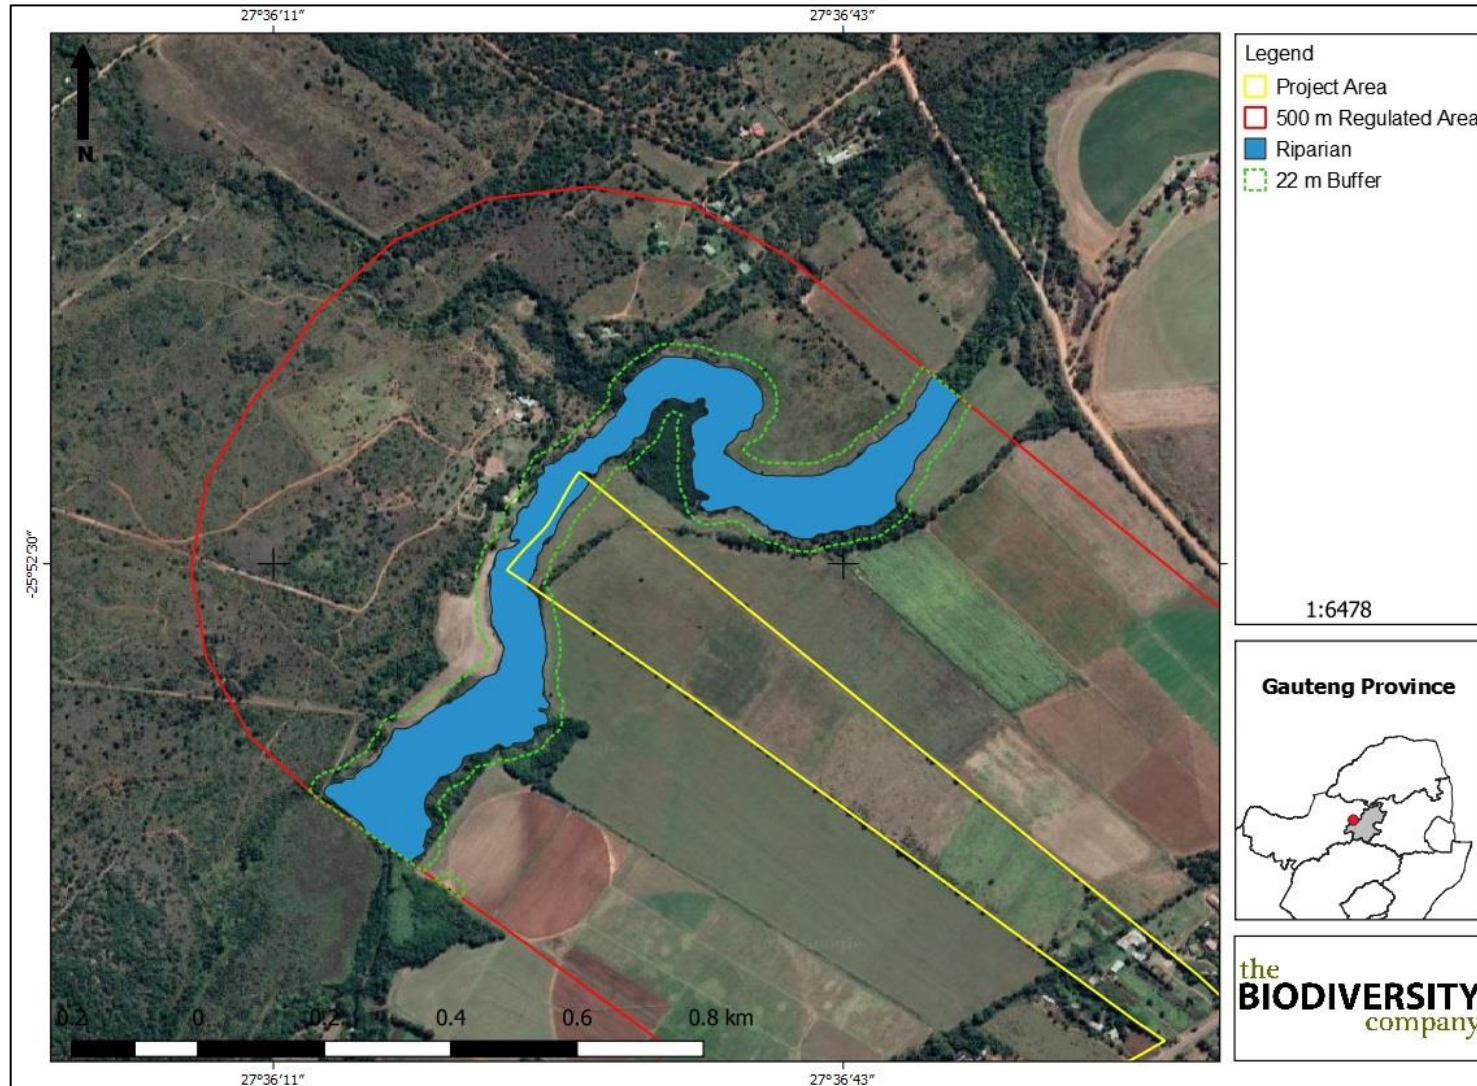 27°36′11″
27°36′43″
N
-25°52′30″
Legend
Project Area
500 m Regulated Area
Riparian
22 m Buffer
1:6478
Gauteng Province
the
BIODIVERSITY
company
0.2
0
0.2
0.4
0.6
0.8 km
27°36′11″
27°36′43″